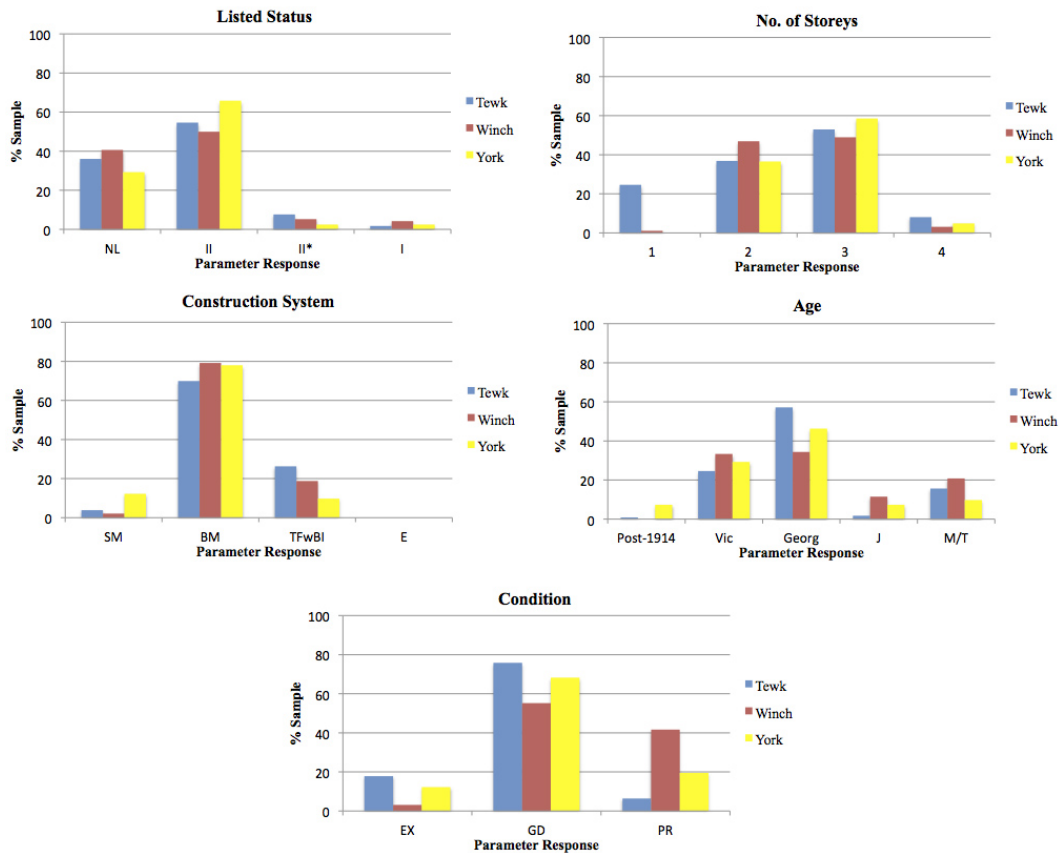 Listed Status
100
80
60
40
20
0
% Sample
NL II II* I
Parameter Response
Tewk
Winch
York
No. of Storeys
100
80
60
40
20
0
% Sample
1 2 3 4
Parameter Response
Tewk
Winch
York
Construction System
100
80
60
40
20
0
% Sample
SM BM TFwBI E
Parameter Response
Tewk
Winch
York
Age
100
80
60
40
20
0
% Sample
Post-1914 Vic Georg J M/T
Parameter Response
Tewk
Winch
York
Condition
100
80
60
40
20
0
% Sample
EX GD PR
Parameter Response
Tewk
Winch
York